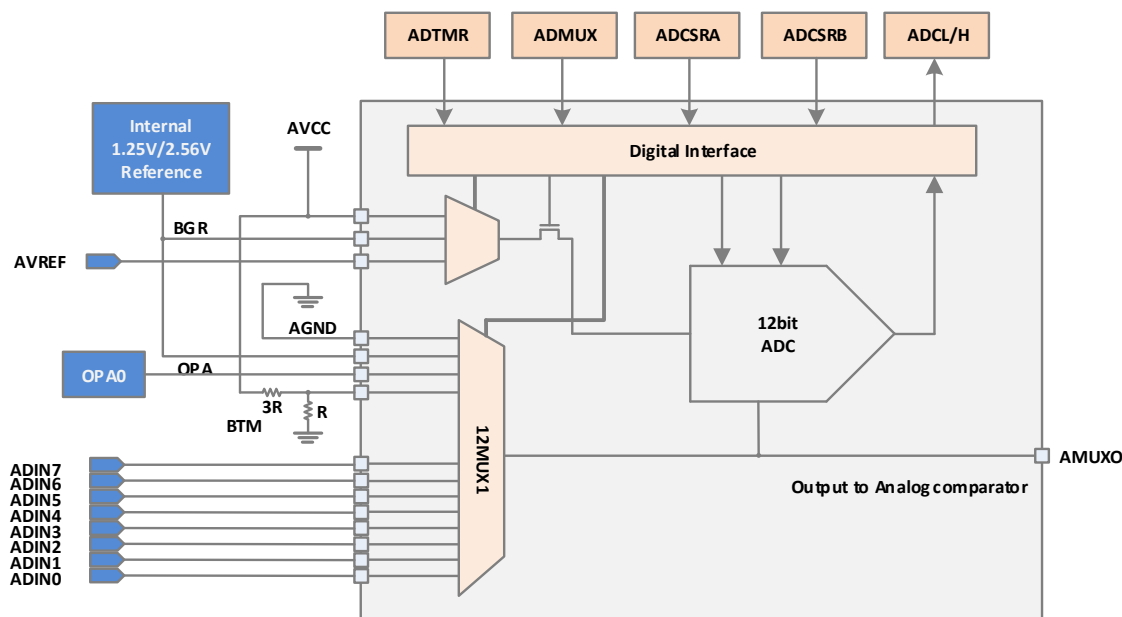 ADTMR
ADMUX
ADCSRA
ADCSRB
ADCL/H
Internal
1.25V/2.56V
Reference
AVCC
Digital Interface
BGR
AVREF
AGND
OPA0
OPA
3R
R
BTM
12bit
ADC
12MUX1
ADIN7
ADIN6
ADIN5
ADIN4
ADIN3
ADIN2
ADIN1
ADIN0
AMUXO
Output to Analog comparator